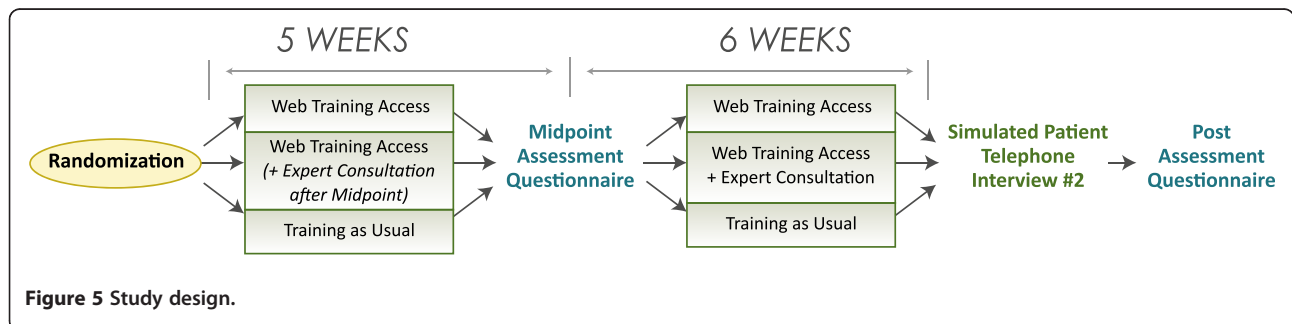 5 WEEKS
6 WEEKS
Randomization
Web Training Access
Web Training Access
(+ Expert Consultation
after Midpoint)
Training as Usual
Midpoint
Assessment
Questionnaire
Web Training Access
Web Training Access
+ Expert Consultation
Training as Usual
Simulated Patient
Telephone
Interview #2
Post
Assessment
Questionnaire
Figure 5 Study design.